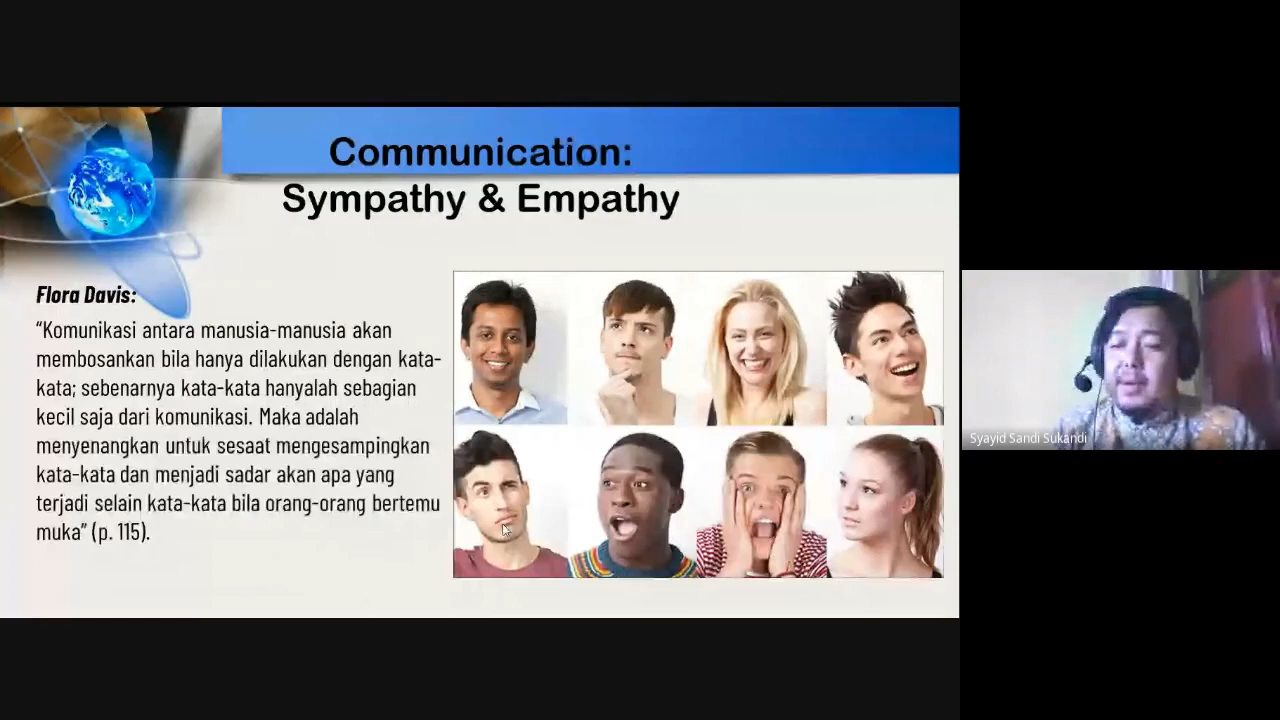 Communication:
Sympathy & Empathy
Flora Davis:
“Komunikasi antara manusia-manusia akan
membosankan bila hanya dilakukan dengan kata-
kata; sebenarnya kata-kata hanyalah sebagian
kecil saja dari komunikasi. Maka adalah
menyenangkan untuk sesaat mengesampingkan
kata-kata dan menjadi sadar akan apa yang
terjadi selain kata-kata bila orang-orang bertemu
muka” (p. 115).
Syayid Sandi Sukandi